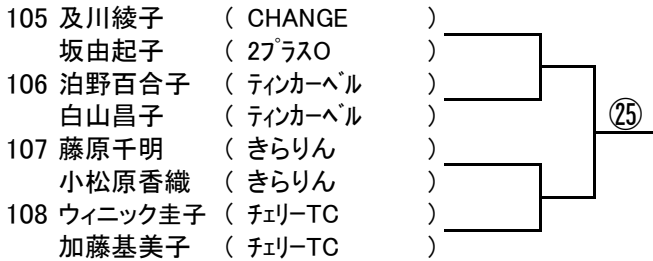 105 及川綾子 ( CHANGE )
坂由起子 ( 2プラスO )
106 泊野百合子 ( ティンカーベル )
白山昌子 ( ティンカーベル )
㉕
107 藤原千明 ( きらりん )
小松原香織 ( きらりん )
108 ウィニック圭子 ( チェリーTC )
加藤基美子 ( チェリーTC )